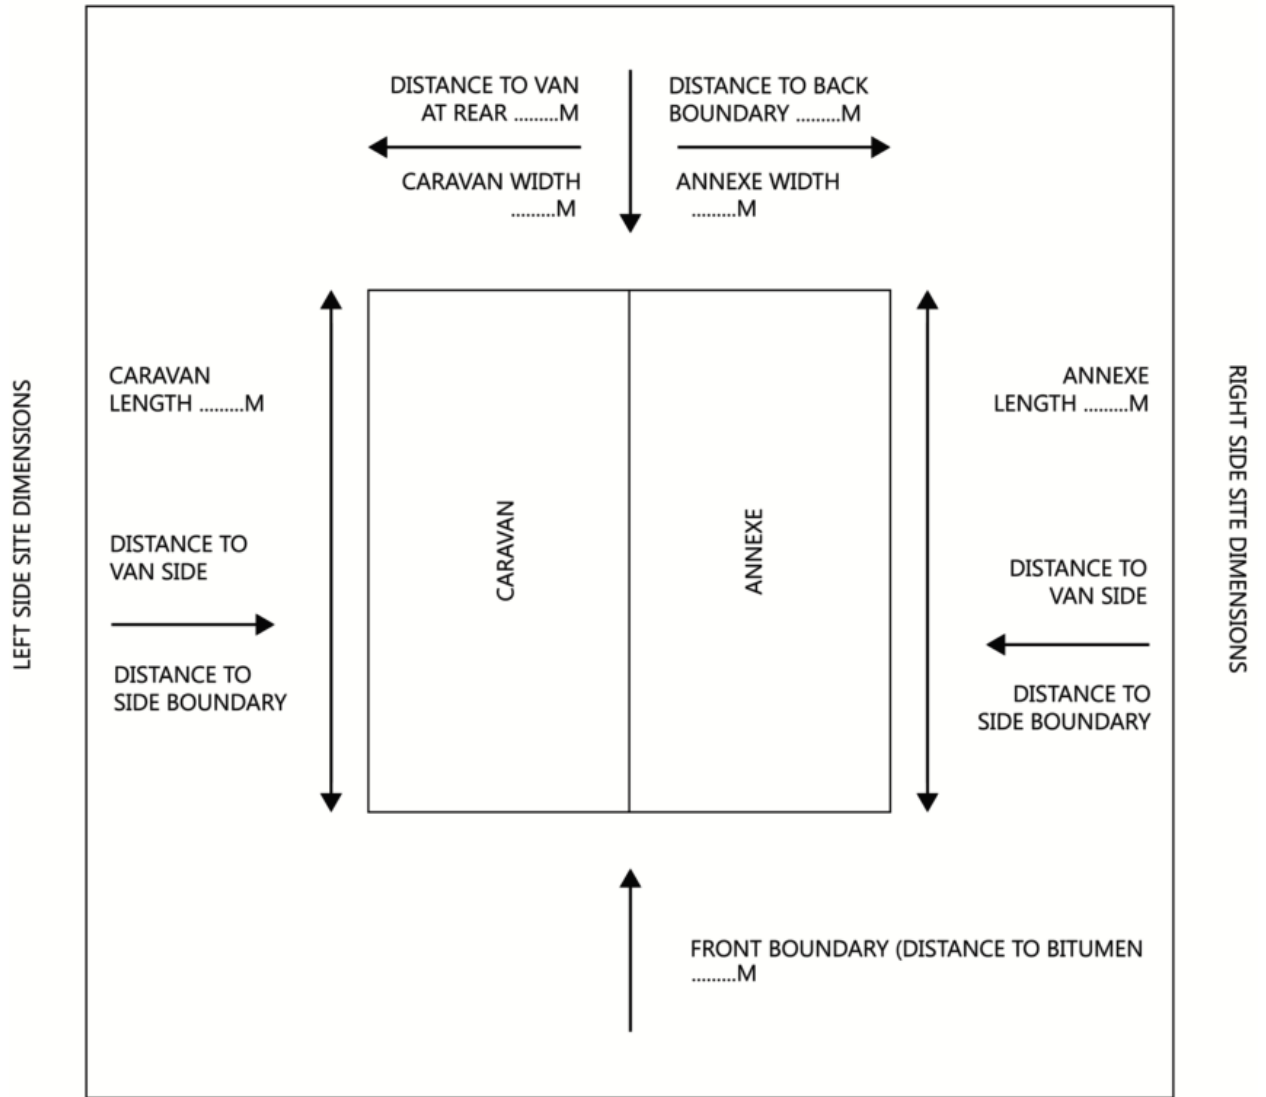 DISTANCE TO VAN
AT REAR .........M
DISTANCE TO BACK
BOUNDARY .........M
CARAVAN WIDTH
.........M
ANNEXE WIDTH
.........M
LEFT SIDE SITE DIMENSIONS
CARAVAN
LENGTH .........M
DISTANCE TO
VAN SIDE
DISTANCE TO
SIDE BOUNDARY
CARAVAN
ANNEXE
ANNEXE
LENGTH .........M
DISTANCE TO
VAN SIDE
DISTANCE TO
SIDE BOUNDARY
RIGHT SIDE SITE DIMENSIONS
FRONT BOUNDARY (DISTANCE TO BITUMEN
.........M